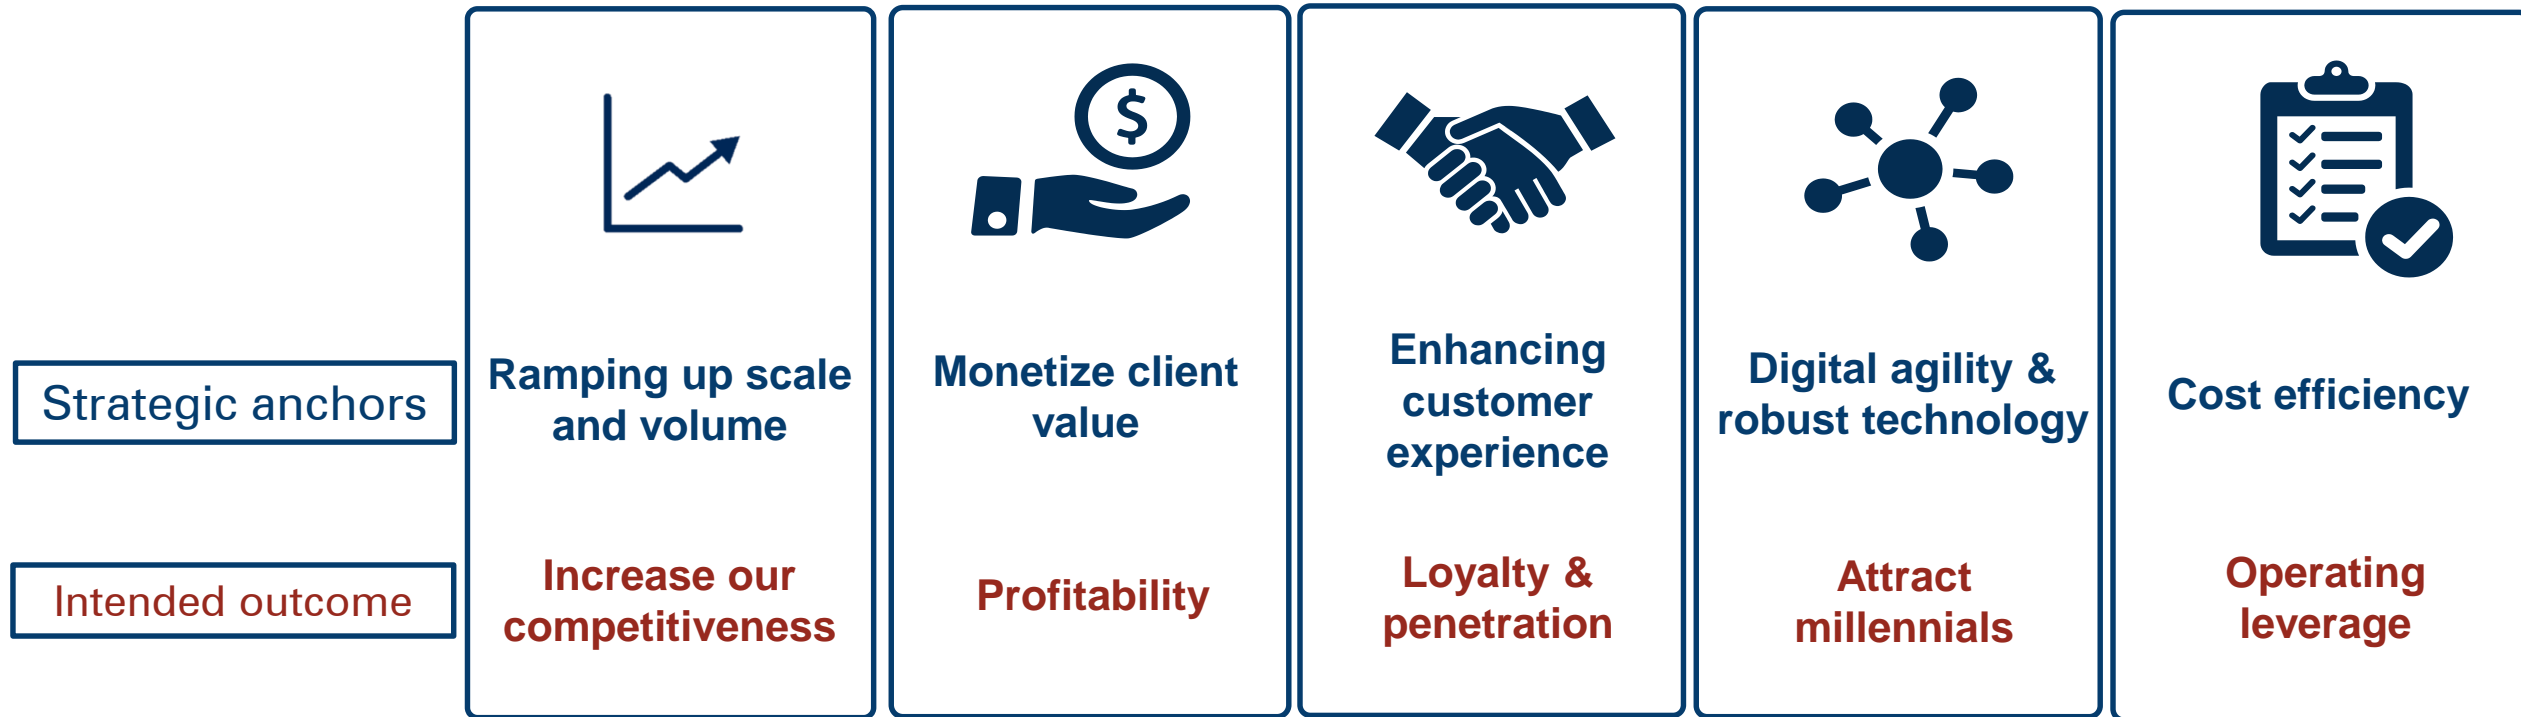 Strategic anchors
Ramping up scale
and volume
Monetize client
value
Enhancing
customer
experience
Digital agility &
robust technology
Cost efficiency
Intended outcome
Increase our
competitiveness
Profitability
Loyalty &
penetration
Attract
millennials
Operating
leverage
$